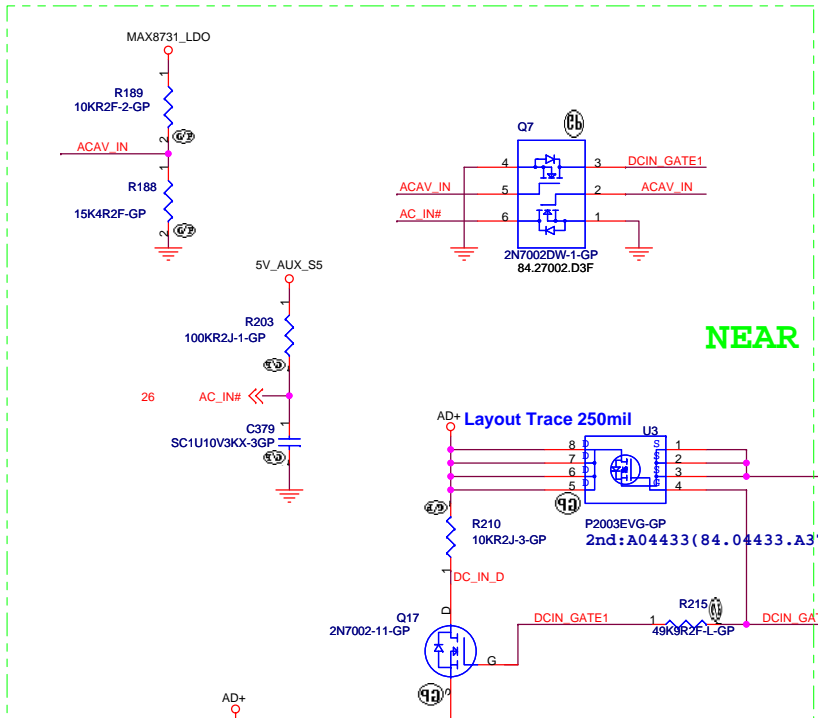 MAX8731_LDO
1
R189
10KR2F-2-GP
2
ACAV_IN
1
R188
15K4R2F-GP
2
Q7
4
3
DCIN_GATE1
ACAV_IN
5
2
ACAV_IN
AC_IN#
6
1
2N7002DW-1-GP
84.27002.D3F
5V_AUX_S5
1
R203
100KR2J-1-GP
NEAR
26
AC_IN#
1
C379
SC1U10V3KX-3GP
AD+
Layout Trace 250mil
U3
8
D
S
1
7
D
S
2
6
D
S
3
5
D
G
4
P2003EVG-GP
2nd:A04433(84.04433.A3
R210
10KR2J-3-GP
1
DC_IN_D
Q17
2N7002-11-GP
D
G
DCIN_GATE1
1
R215
49K9R2F-L-GP
DCIN_GA
AD+